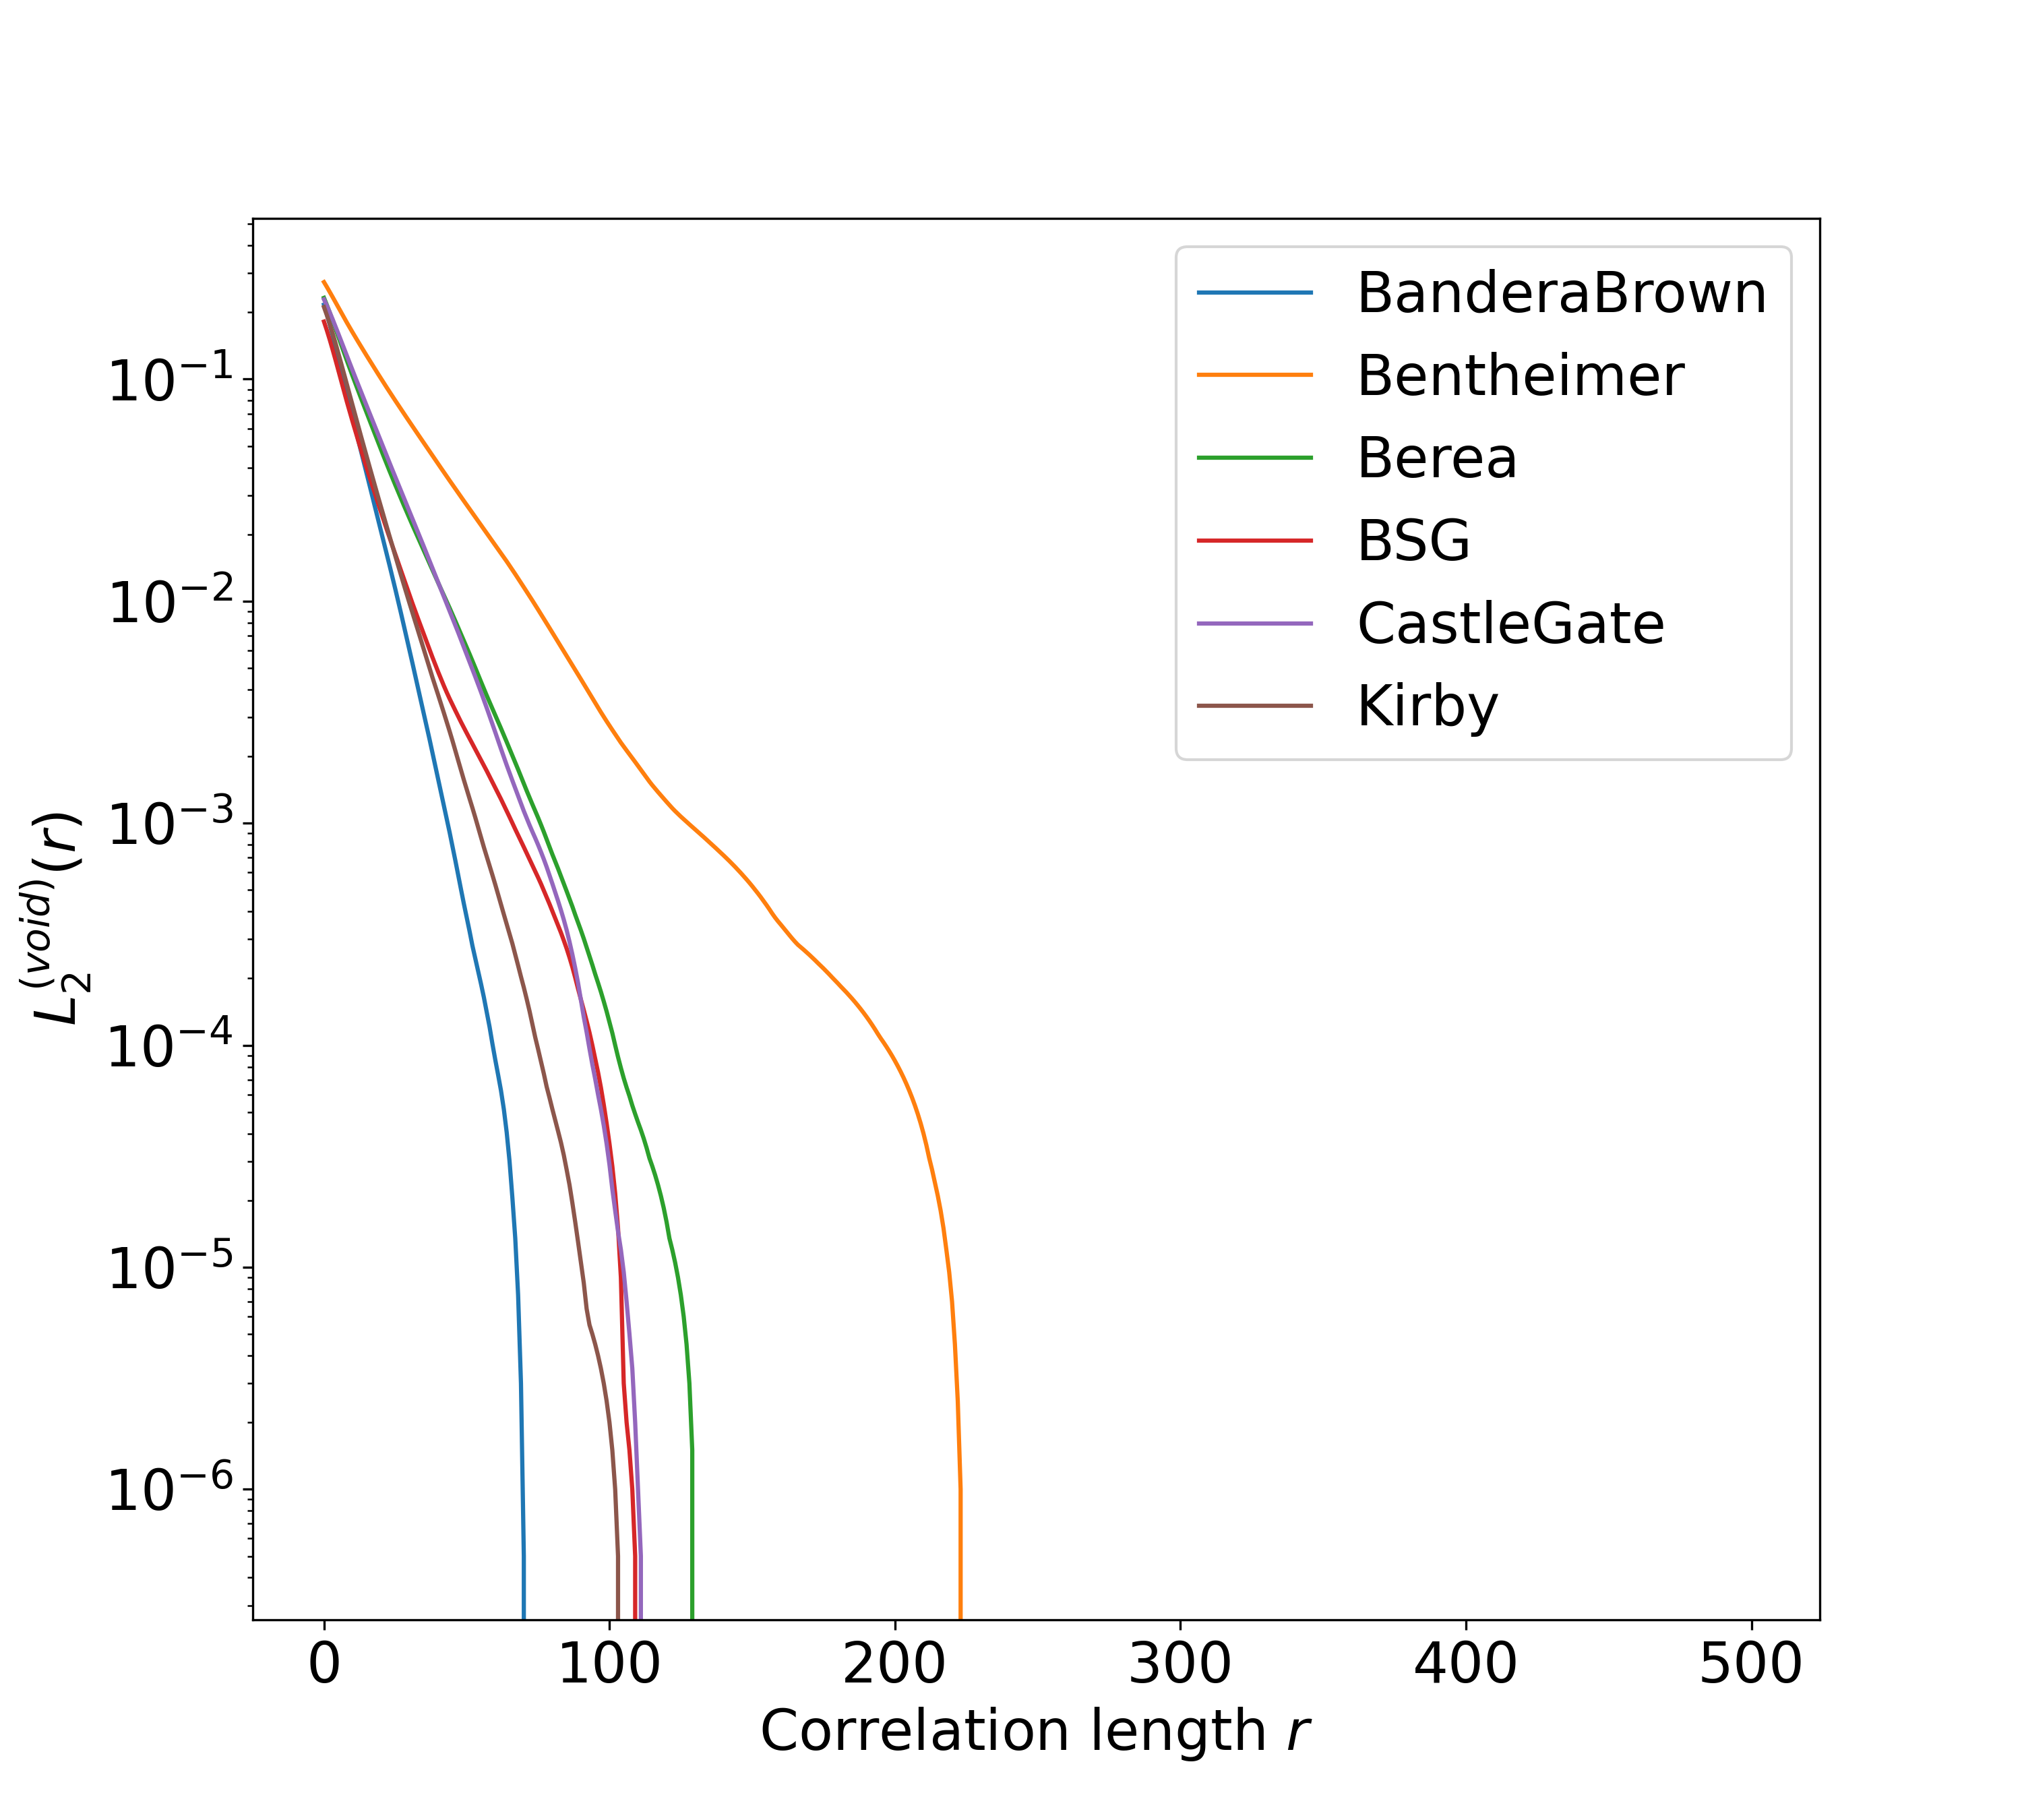 BanderaBrown
Bentheimer
Berea
BSG
CastleGate
Kirby
10⁻¹
10⁻²
10⁻³
10⁻⁴
10⁻⁵
10⁻⁶
L₂⁽ᵛᵒⁱᵈ⁾(r)
0 100 200 300 400 500
Correlation length r